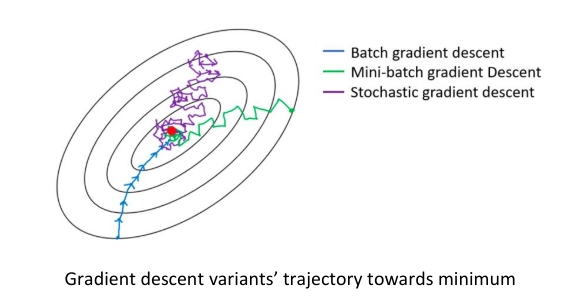 Batch gradient descent
Mini-batch gradient Descent
Stochastic gradient descent
Gradient descent variants’ trajectory towards minimum